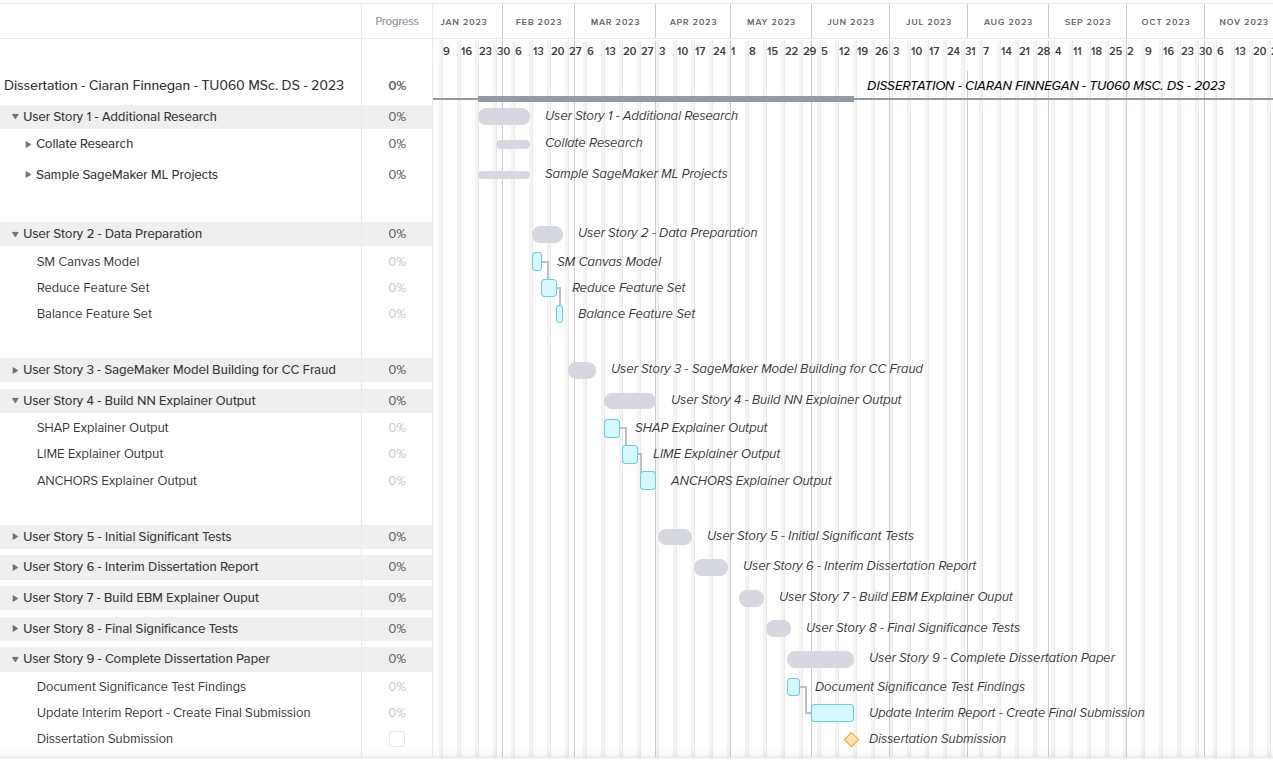 Progress JAN 2023 FEB 2023 MAR 2023 APR 2023 MAY 2023 JUN 2023 JUL 2023 AUG 2023 SEP 2023 OCT 2023 NOV 2023
9 16 23 30 6 13 20 27 6 13 20 27 3 10 17 24 1 8 15 22 29 5 12 19 26 3 10 17 24 31 7 14 21 28 4 11 18 25 2 9 16 23 30 6 13 20
Dissertation - Ciaran Finnegan - TU060 MSc. DS - 2023 0% DISSERTATION - CIARAN FINNEGAN - TU060 MSC. DS - 2023
User Story 1 - Additional Research 0% User Story 1 - Additional Research
Collate Research 0% Collate Research
Sample SageMaker ML Projects 0% Sample SageMaker ML Projects
User Story 2 - Data Preparation 0% User Story 2 - Data Preparation
SM Canvas Model 0% SM Canvas Model
Reduce Feature Set 0% Reduce Feature Set
Balance Feature Set 0% Balance Feature Set
User Story 3 - SageMaker Model Building for CC Fraud 0% User Story 3 - SageMaker Model Building for CC Fraud
User Story 4 - Build NN Explainer Output 0% User Story 4 - Build NN Explainer Output
SHAP Explainer Output 0% SHAP Explainer Output
LIME Explainer Output 0% LIME Explainer Output
ANCHORS Explainer Output 0% ANCHORS Explainer Output
User Story 5 - Initial Significant Tests 0% User Story 5 - Initial Significant Tests
User Story 6 - Interim Dissertation Report 0% User Story 6 - Interim Dissertation Report
User Story 7 - Build EBM Explainer Ouput 0% User Story 7 - Build EBM Explainer Ouput
User Story 8 - Final Significance Tests 0% User Story 8 - Final Significance Tests
User Story 9 - Complete Dissertation Paper 0% User Story 9 - Complete Dissertation Paper
Document Significance Test Findings 0% Document Significance Test Findings
Update Interim Report - Create Final Submission 0% Update Interim Report - Create Final Submission
Dissertation Submission Dissertation Submission